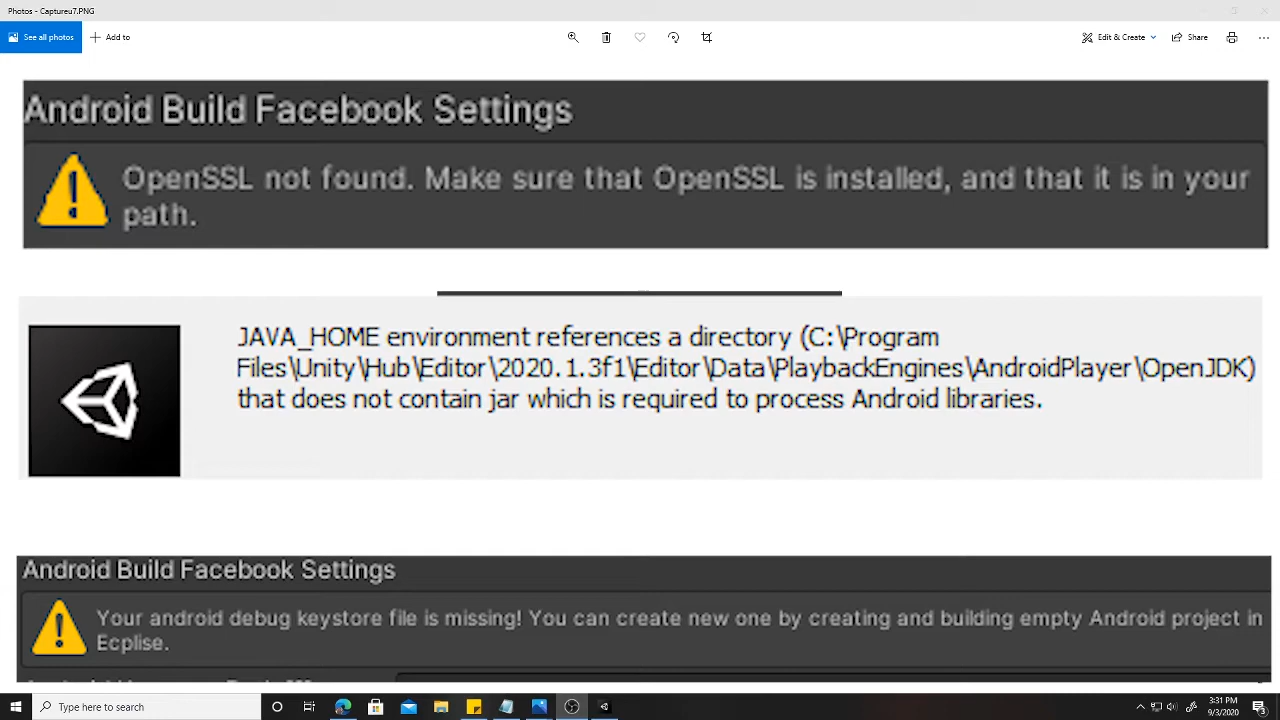 Photos - Captureu7.PNG
See all photos
Add to
Edit & Create
Share
Android Build Facebook Settings
OpenSSL not found. Make sure that OpenSSL is installed, and that it is in your
path.
JAVA_HOME environment references a directory (C:\Program
Files\Unity\Hub\Editor\2020.1.3f1\Editor\Data\PlaybackEngines\AndroidPlayer\OpenJDK)
that does not contain jar which is required to process Android libraries.
Android Build Facebook Settings
Your android debug keystore file is missing! You can create new one by creating and building empty Android project in
Ecplise.
Type here to search
3:31 PM
9/3/2020
3